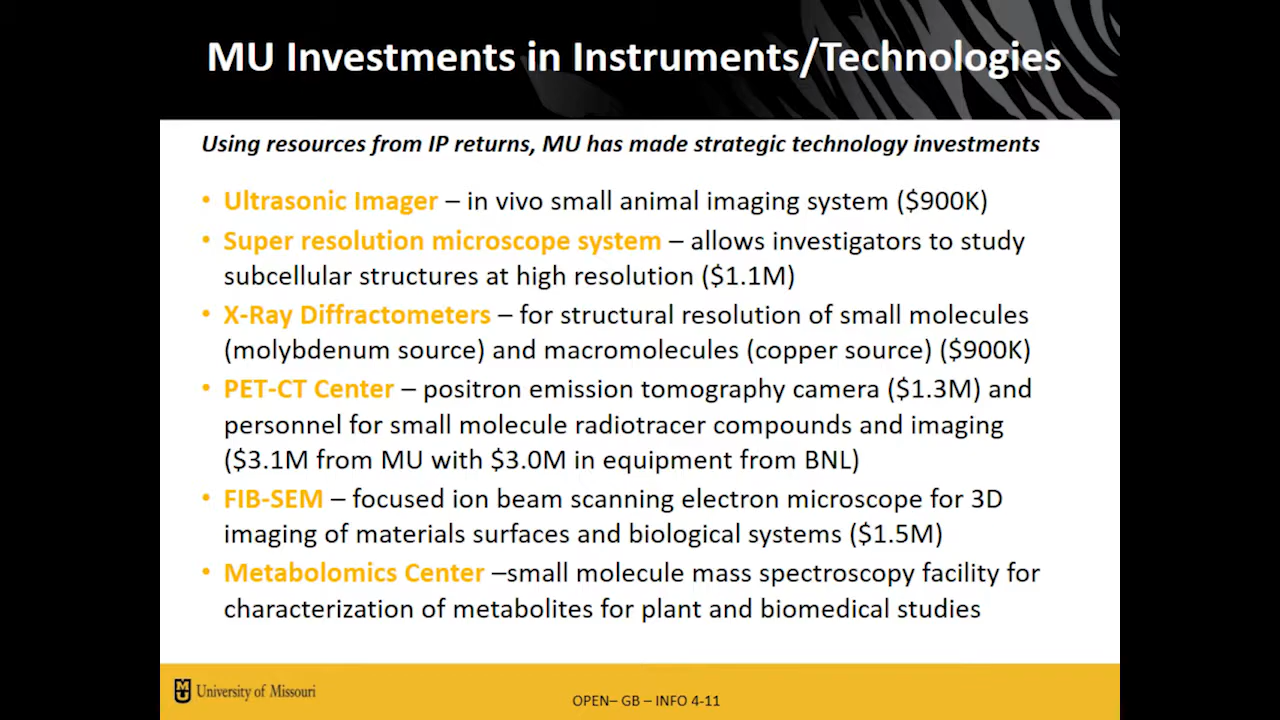 MU Investments in Instruments/Technologies
Using resources from IP returns, MU has made strategic technology investments
• Ultrasonic Imager – in vivo small animal imaging system ($900K)
• Super resolution microscope system – allows investigators to study
subcellular structures at high resolution ($1.1M)
• X-Ray Diffractometers – for structural resolution of small molecules
(molybdenum source) and macromolecules (copper source) ($900K)
• PET-CT Center – positron emission tomography camera ($1.3M) and
personnel for small molecule radiotracer compounds and imaging
($3.1M from MU with $3.0M in equipment from BNL)
• FIB-SEM – focused ion beam scanning electron microscope for 3D
imaging of materials surfaces and biological systems ($1.5M)
• Metabolomics Center –small molecule mass spectroscopy facility for
characterization of metabolites for plant and biomedical studies
MU University of Missouri
OPEN– GB – INFO 4-11